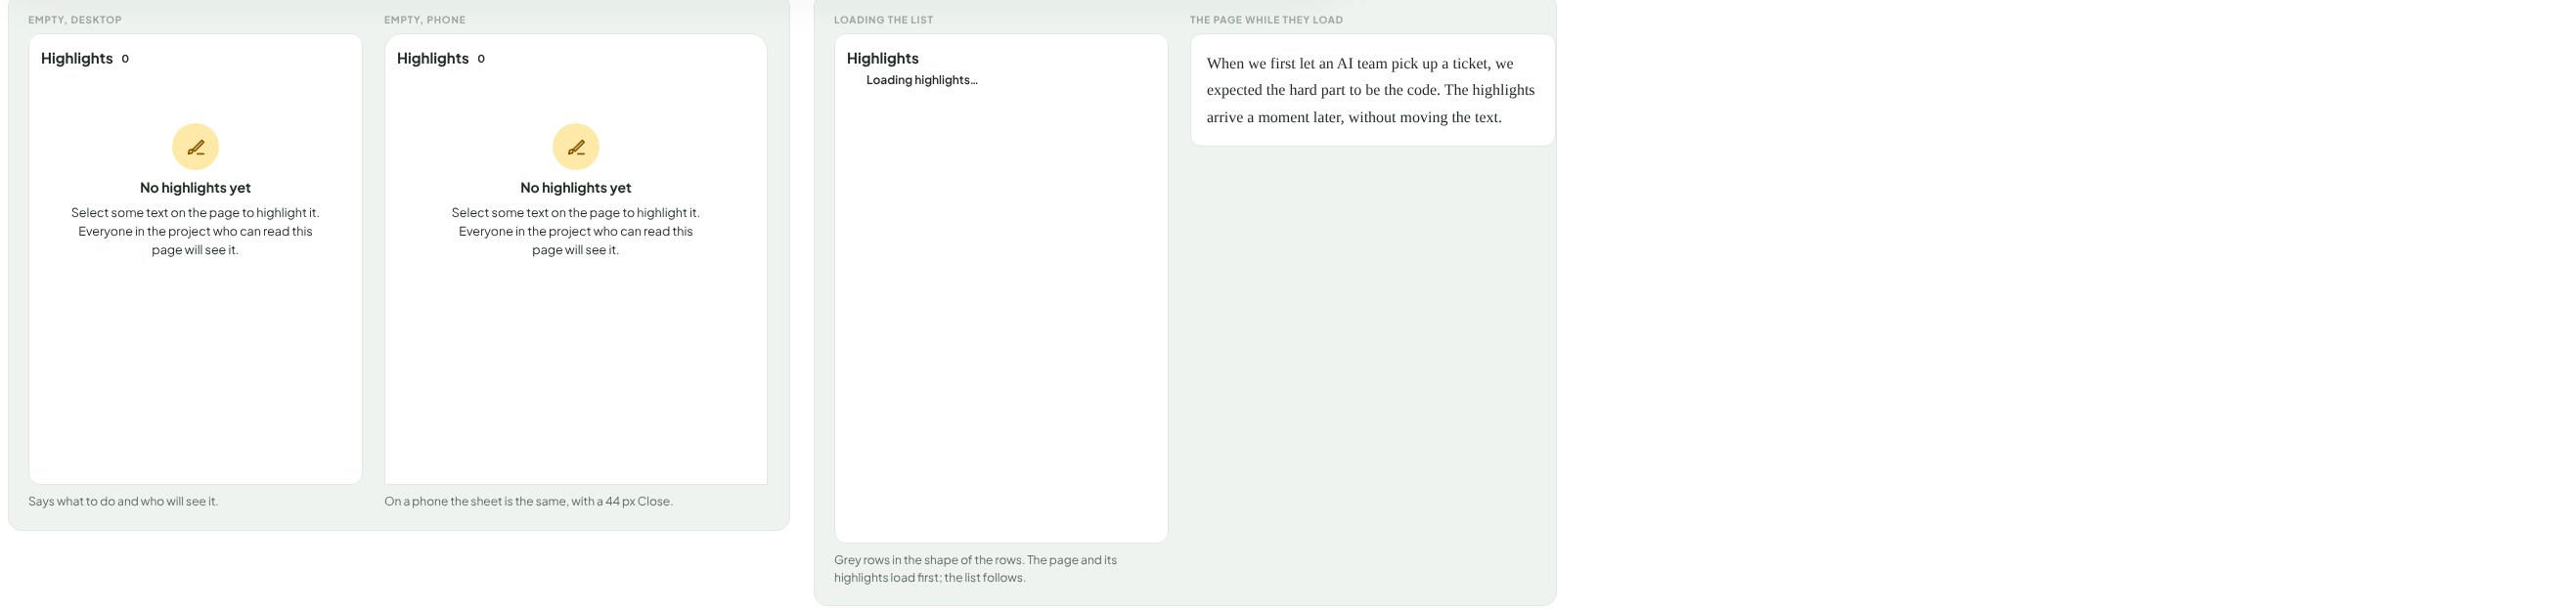 EMPTY, DESKTOP
Highlights 0
No highlights yet
Select some text on the page to highlight it.
Everyone in the project who can read this
page will see it.
Says what to do and who will see it.
EMPTY, PHONE
Highlights 0
No highlights yet
Select some text on the page to highlight it.
Everyone in the project who can read this
page will see it.
On a phone the sheet is the same, with a 44 px Close.
LOADING THE LIST
Highlights
Loading highlights...
Grey rows in the shape of the rows. The page and its
highlights load first; the list follows.
THE PAGE WHILE THEY LOAD
When we first let an AI team pick up a ticket, we
expected the hard part to be the code. The highlights
arrive a moment later, without moving the text.